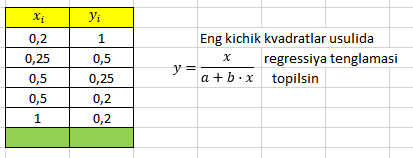 xᵢ yᵢ
0,2 1
0,25 0,5
0,5 0,25
0,5 0,2
1 0,2
Eng kichik kvadratlar usulida
y = x / (a + b · x) regressiya tenglamasi
topilsin